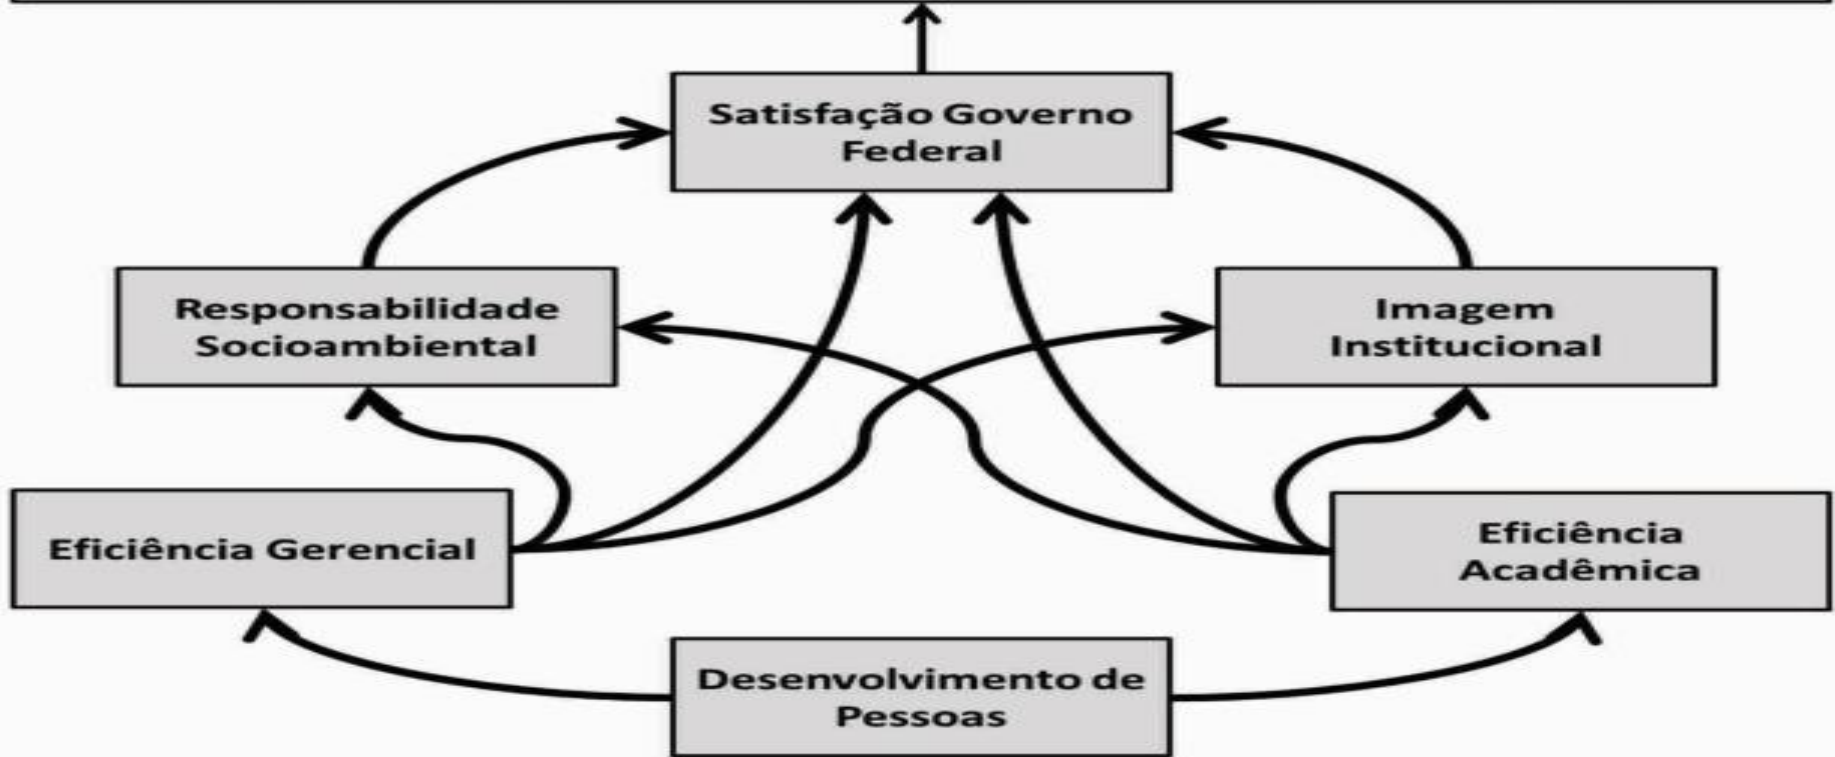 Satisfação Governo
Federal
Responsabilidade
Socioambiental
Imagem
Institucional
Eficiência Gerencial
Eficiência
Acadêmica
Desenvolvimento de
Pessoas